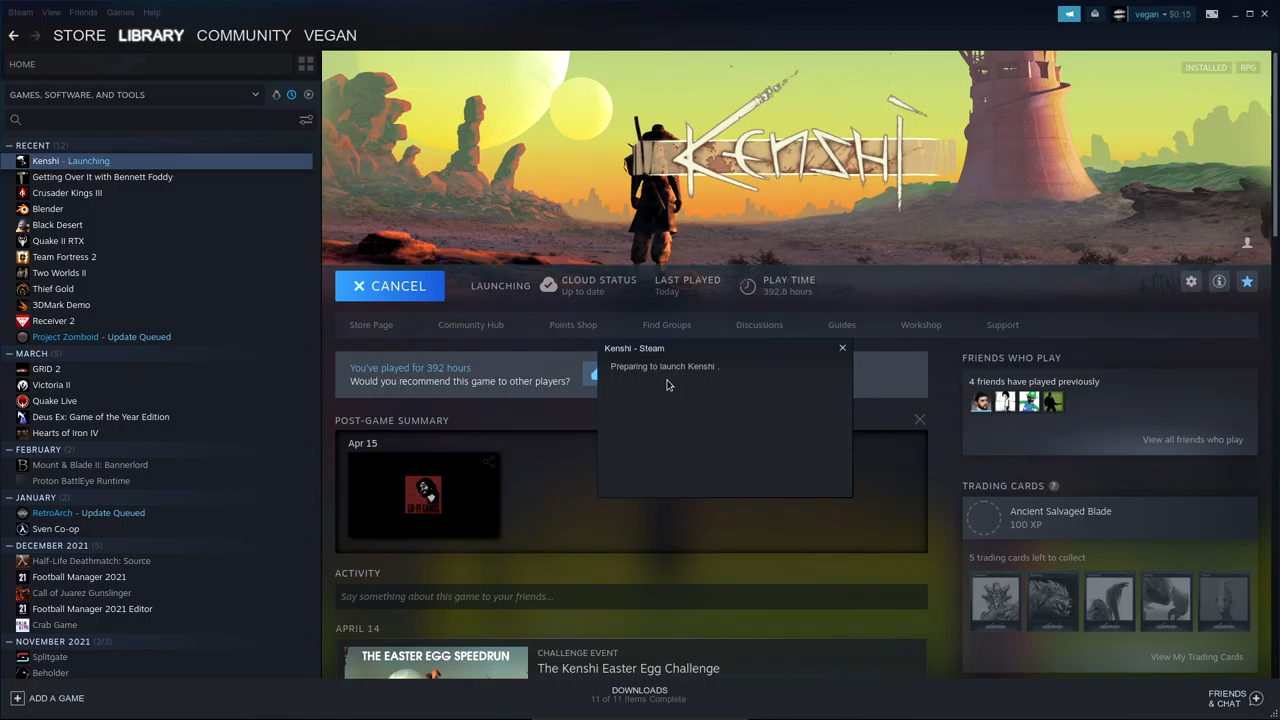 Steam View Friends Games Help
vegan $0.15
STORE LIBRARY COMMUNITY VEGAN
HOME
GAMES, SOFTWARE, AND TOOLS
RECENT (12)
Kenshi - Launching
Getting Over It with Bennett Foddy
Crusader Kings III
Blender
Black Desert
Quake II RTX
Team Fortress 2
Two Worlds II
Thief Gold
3DMark Demo
Receiver 2
Project Zomboid - Update Queued
MARCH (5)
GRID 2
Victoria II
Quake Live
Deus Ex: Game of the Year Edition
Hearts of Iron IV
FEBRUARY (2)
Mount & Blade II: Bannerlord
Proton BattlEye Runtime
JANUARY (2)
RetroArch - Update Queued
Sven Co-op
DECEMBER 2021 (5)
Half-Life Deathmatch: Source
Football Manager 2021
Call of Juarez Gunslinger
Football Manager 2021 Editor
Crab Game
NOVEMBER 2021 (2/3)
Splitgate
Beholder
ADD A GAME
INSTALLED RPG
KENSHI
CANCEL
LAUNCHING
CLOUD STATUS
Up to date
LAST PLAYED
Today
PLAY TIME
392.8 hours
Store Page Community Hub Points Shop Find Groups Discussions Guides Workshop Support
You've played for 392 hours
Would you recommend this game to other players?
Kenshi - Steam
Preparing to launch Kenshi .
POST-GAME SUMMARY
Apr 15
ACTIVITY
Say something about this game to your friends...
APRIL 14
THE EASTER EGG SPEEDRUN
CHALLENGE EVENT
The Kenshi Easter Egg Challenge
FRIENDS WHO PLAY
4 friends have played previously
View all friends who play
TRADING CARDS ?
Ancient Salvaged Blade
100 XP
5 trading cards left to collect
View My Trading Cards
DOWNLOADS
11 of 11 Items Complete
FRIENDS
& CHAT